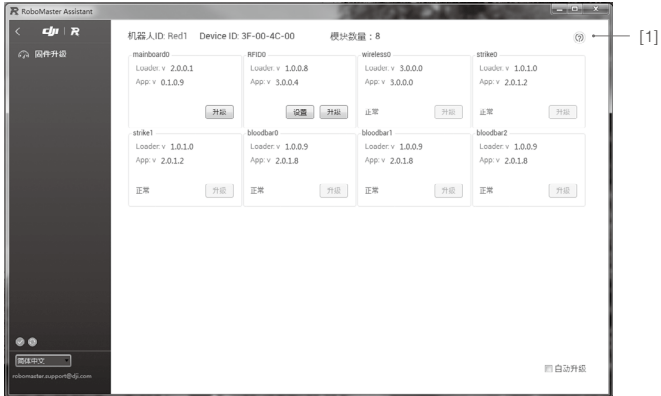 RoboMaster Assistant
dji R
机器人ID: Red1 Device ID: 3F-00-4C-00 模块数量：8
[1]
固件升级
mainboard0
Loader: v 2.0.0.1
App: v 0.1.0.9
升级
RFID0
Loader: v 1.0.0.8
App: v 3.0.0.4
设置 升级
wireless0
Loader: v 3.0.0.0
App: v 3.0.0.0
正常 升级
strike0
Loader: v 1.0.1.0
App: v 2.0.1.2
正常 升级
strike1
Loader: v 1.0.1.0
App: v 2.0.1.2
正常 升级
bloodbar0
Loader: v 1.0.0.9
App: v 2.0.1.8
正常 升级
bloodbar1
Loader: v 1.0.0.9
App: v 2.0.1.8
正常 升级
bloodbar2
Loader: v 1.0.0.9
App: v 2.0.1.8
正常 升级
简体中文
robomaster.support@dji.com
自动升级